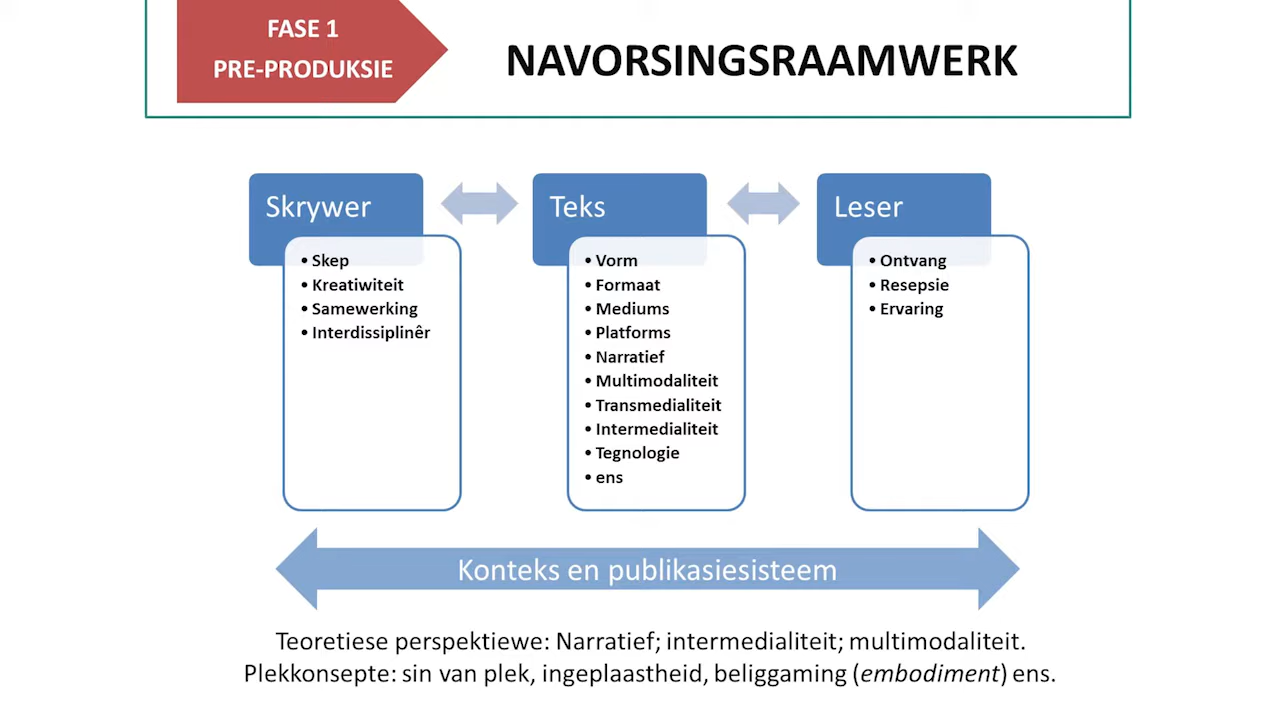 FASE 1
PRE-PRODUKSIE
NAVORSINGSRAAMWERK
Skrywer
• Skep
• Kreatiwiteit
• Samewerking
• Interdissiplinêr
Teks
• Vorm
• Formaat
• Mediums
• Platforms
• Narratief
• Multimodaliteit
• Transmedialiteit
• Intermedialiteit
• Tegnologie
• ens
Leser
• Ontvang
• Resepsie
• Ervaring
Konteks en publikasiesisteem
Teoretiese perspektiewe: Narratief; intermedialiteit; multimodaliteit.
Plekkonsepte: sin van plek, ingeplaastheid, beliggaming (embodiment) ens.